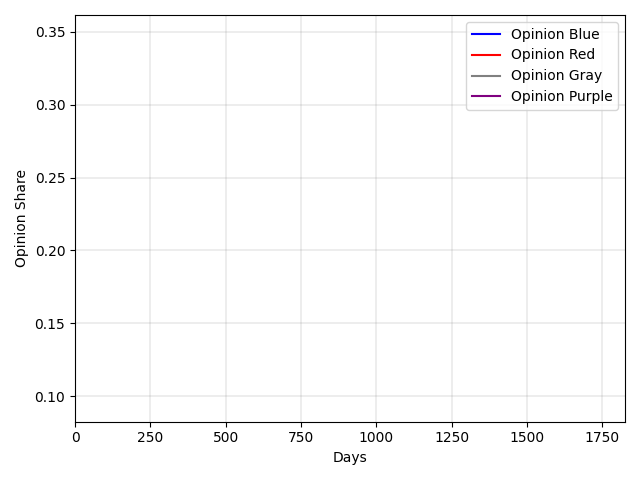 0.35
0.30
0.25
0.20
0.15
0.10
Opinion Share
Opinion Blue
Opinion Red
Opinion Gray
Opinion Purple
0 250 500 750 1000 1250 1500 1750
Days